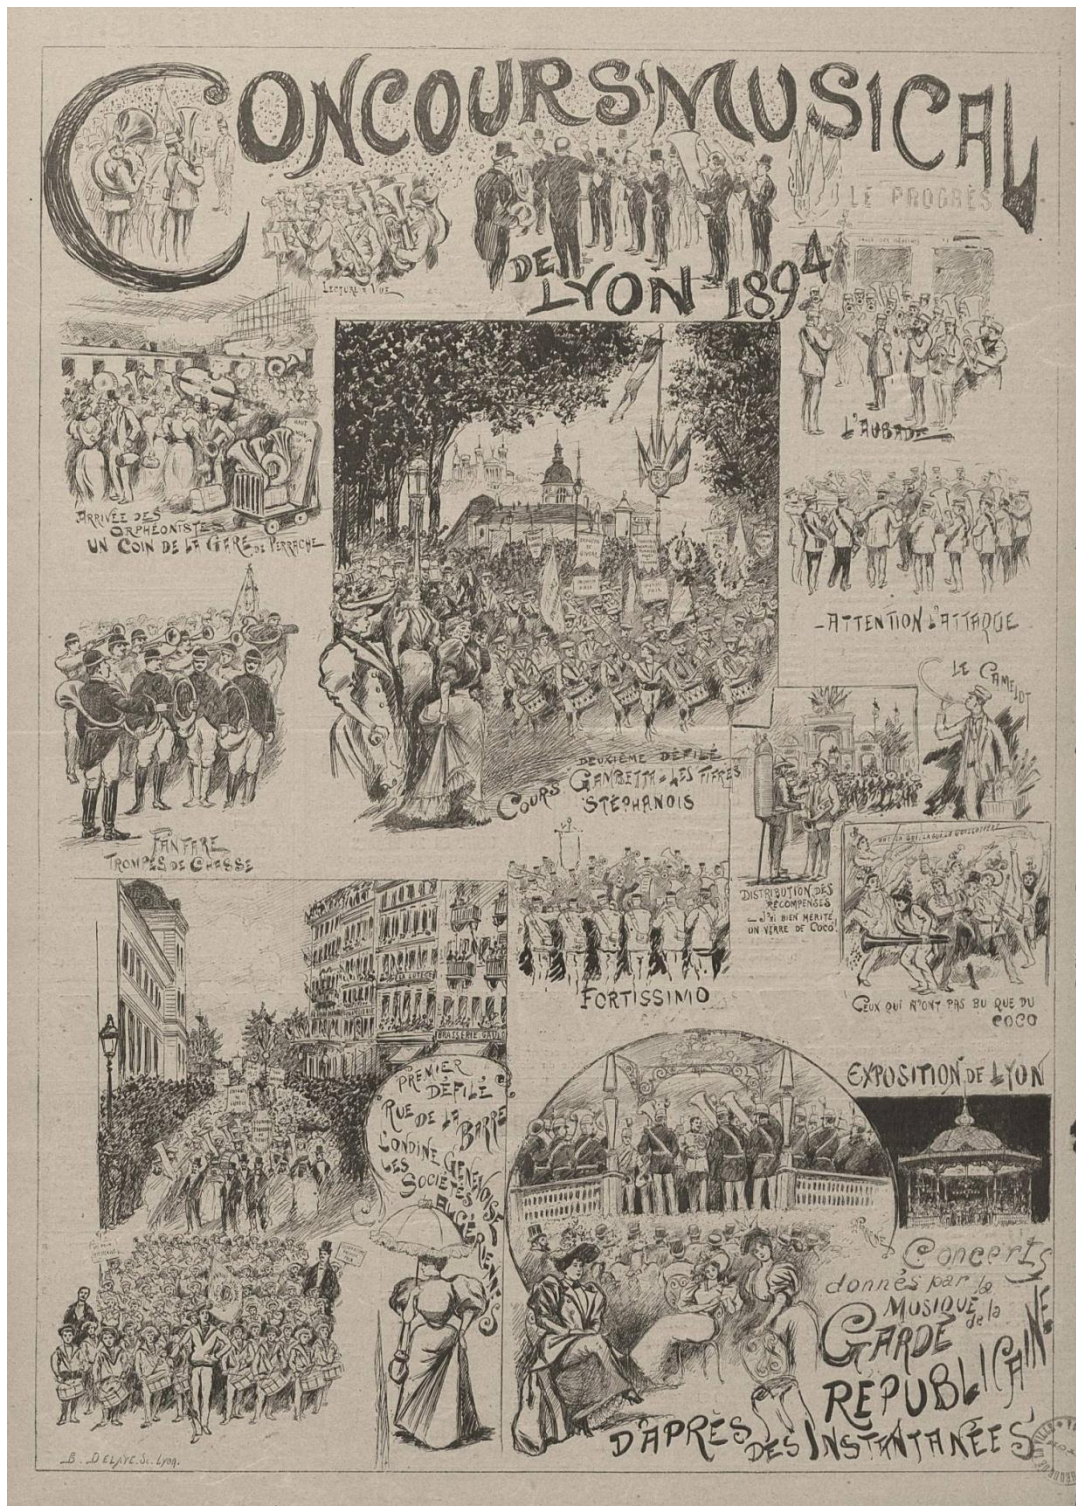 CONCOURS MUSICAL
DE
LYON 1894
LE PROGRÈS
LECTURE À VUE
L'AUBADE
ARRIVÉE DES
ORPHÉONISTES
UN COIN DE LA GARE DE PERRACHE
ATTENTION L'ATTAQUE
LE CAMELOT
DEUXIÈME DÉFILÉ
COURS GAMBETTA - LES FIFRES
STÉPHANOIS
FANFARE
TROMPES DE CHASSE
DISTRIBUTION DES
RÉCOMPENSES
J'AI BIEN MÉRITÉ
UN VERRE DE COCO!
FORTISSIMO
CEUX QUI N'ONT PAS BU QUE DU
COCO
BRASSERIE
PREMIER
DÉFILÉ
RUE DE LA
BARRE
LONDINE, GENEVOISE
LES
SOCIÉTÉS
ALGÉRIENNES
EXPOSITION DE LYON
Concerts
donnés par la
MUSIQUE de la
GARDE
RÉPUBLICAINE
D'APRÈS DES INSTANTANÉES
B. DELAYE. Sc. Lyon.